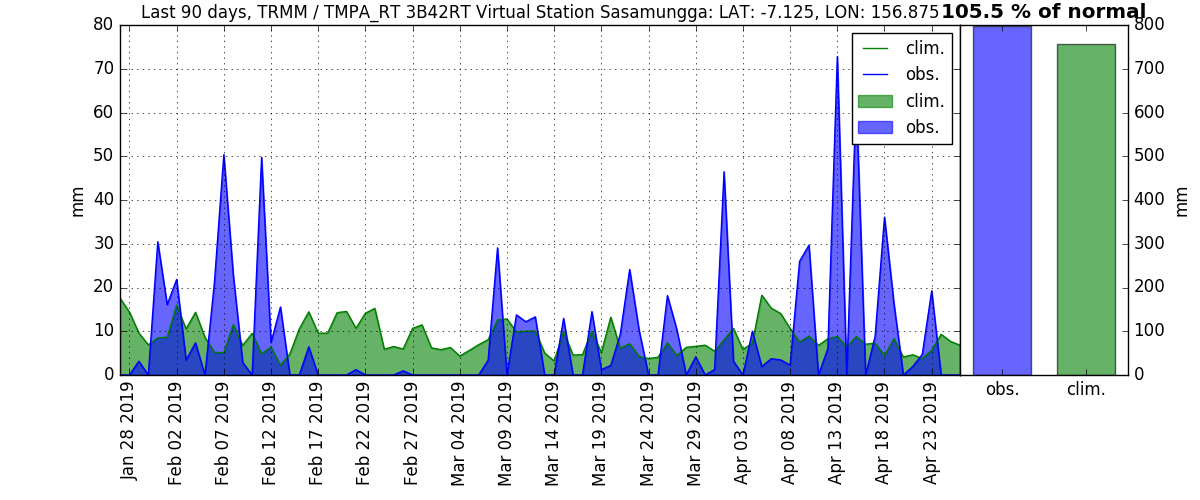 Last 90 days, TRMM / TMPA_RT 3B42RT Virtual Station Sasamungga: LAT: -7.125, LON: 156.875 105.5 % of normal
80
70
60
50
40
30
20
10
0
mm
clim.
obs.
clim.
obs.
800
700
600
500
400
300
200
100
0
mm
Jan 28 2019
Feb 02 2019
Feb 07 2019
Feb 12 2019
Feb 17 2019
Feb 22 2019
Feb 27 2019
Mar 04 2019
Mar 09 2019
Mar 14 2019
Mar 19 2019
Mar 24 2019
Mar 29 2019
Apr 03 2019
Apr 08 2019
Apr 13 2019
Apr 18 2019
Apr 23 2019
obs. clim.